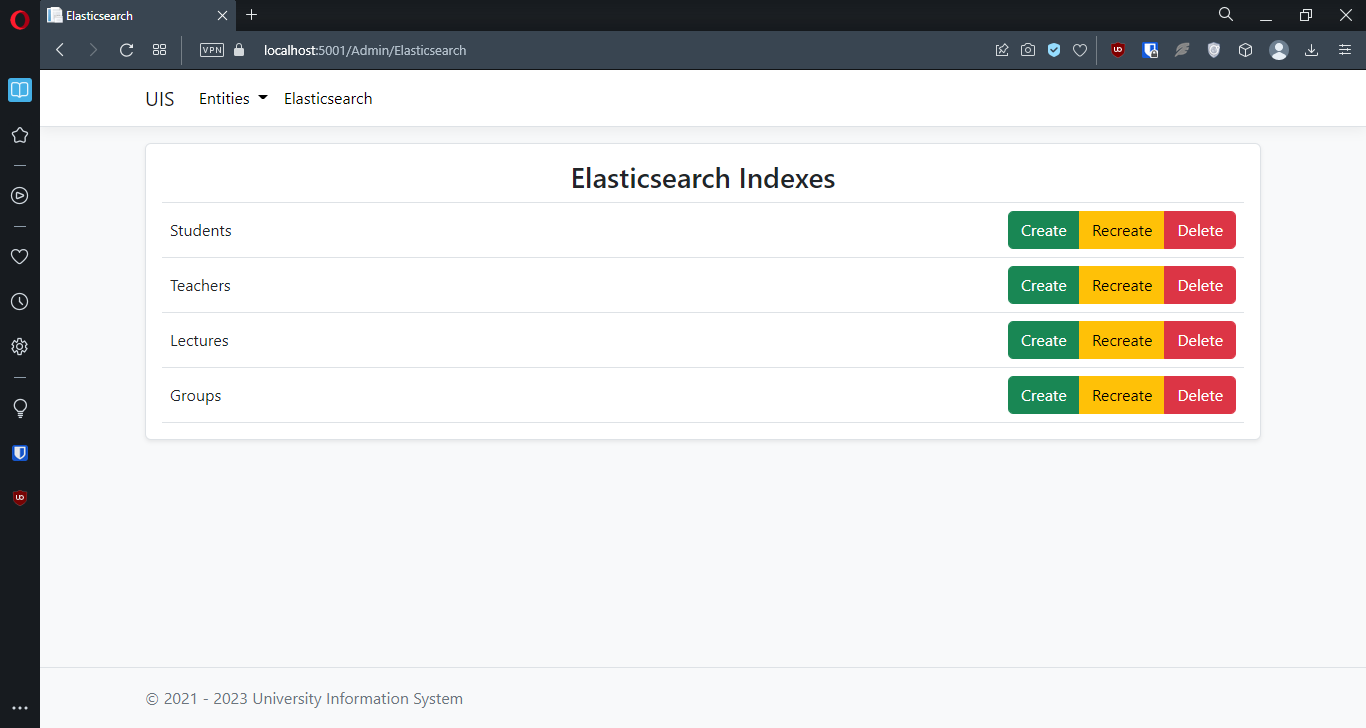 Elasticsearch
VPN localhost:5001/Admin/Elasticsearch
UIS Entities Elasticsearch
Elasticsearch Indexes
Students Create Recreate Delete
Teachers Create Recreate Delete
Lectures Create Recreate Delete
Groups Create Recreate Delete
© 2021 - 2023 University Information System